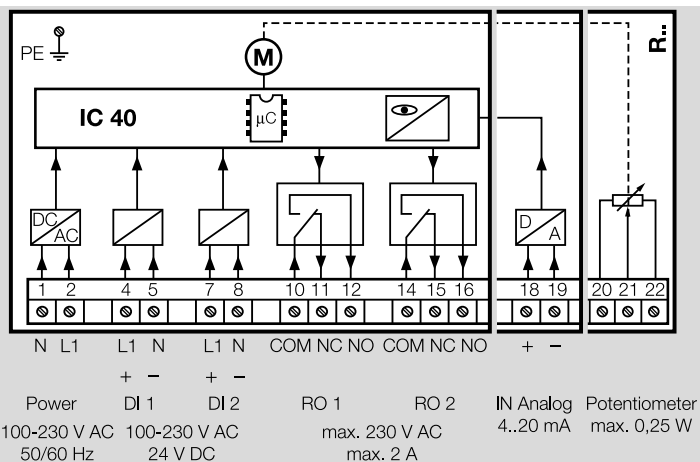 PE
M
R..
IC 40
µC
DC
AC
D
A
1 2 4 5 7 8 10 11 12 14 15 16 18 19 20 21 22
N L1 L1 N L1 N COM NC NO COM NC NO + −
+ − + −
Power DI 1 DI 2 RO 1 RO 2 IN Analog Potentiometer
100-230 V AC 100-230 V AC max. 230 V AC 4..20 mA max. 0,25 W
50/60 Hz 24 V DC max. 2 A